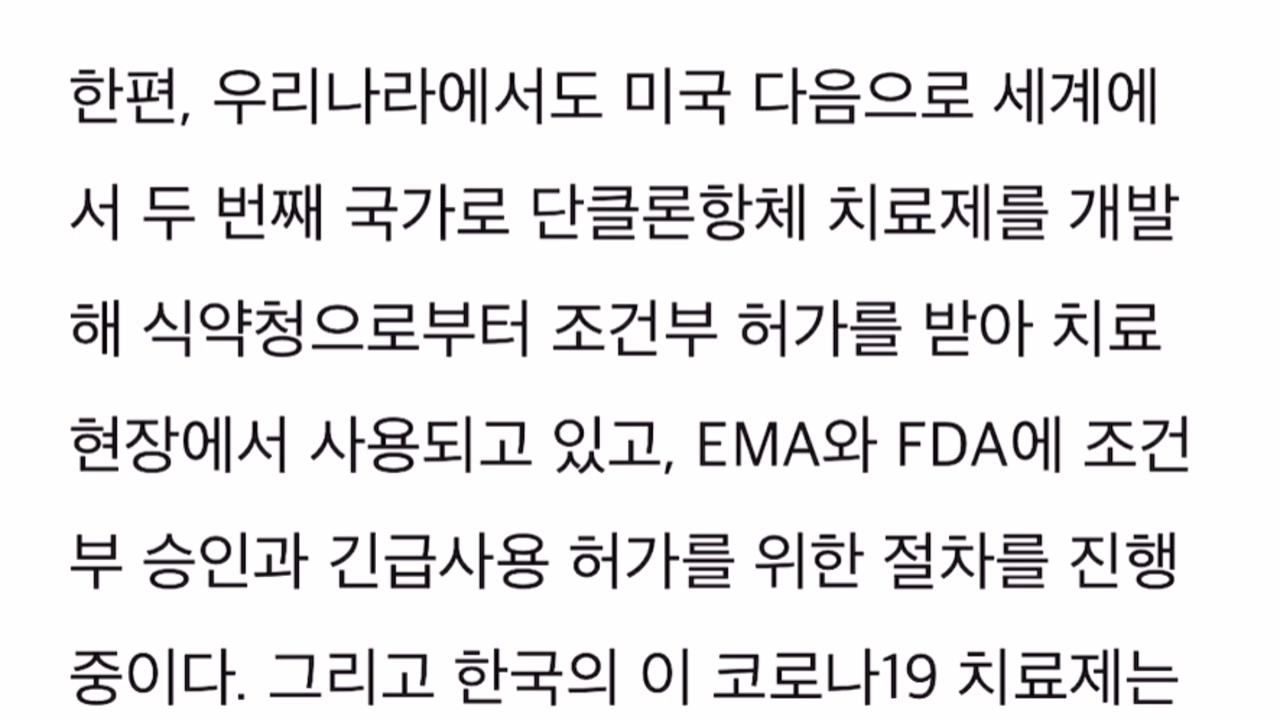 한편, 우리나라에서도 미국 다음으로 세계에
서 두 번째 국가로 단클론항체 치료제를 개발
해 식약청으로부터 조건부 허가를 받아 치료
현장에서 사용되고 있고, EMA와 FDA에 조건
부 승인과 긴급사용 허가를 위한 절차를 진행
중이다. 그리고 한국의 이 코로나19 치료제는